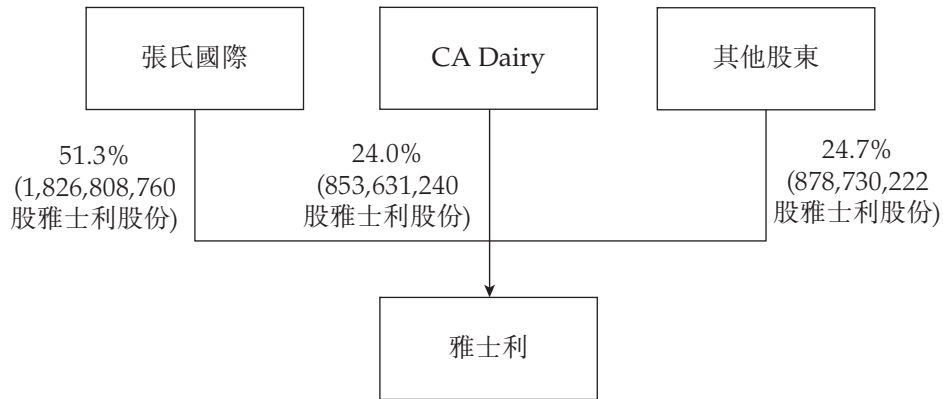 張氏國際
CA Dairy
其他股東
51.3%
(1,826,808,760
股雅士利股份)
24.0%
(853,631,240
股雅士利股份)
24.7%
(878,730,222
股雅士利股份)
雅士利